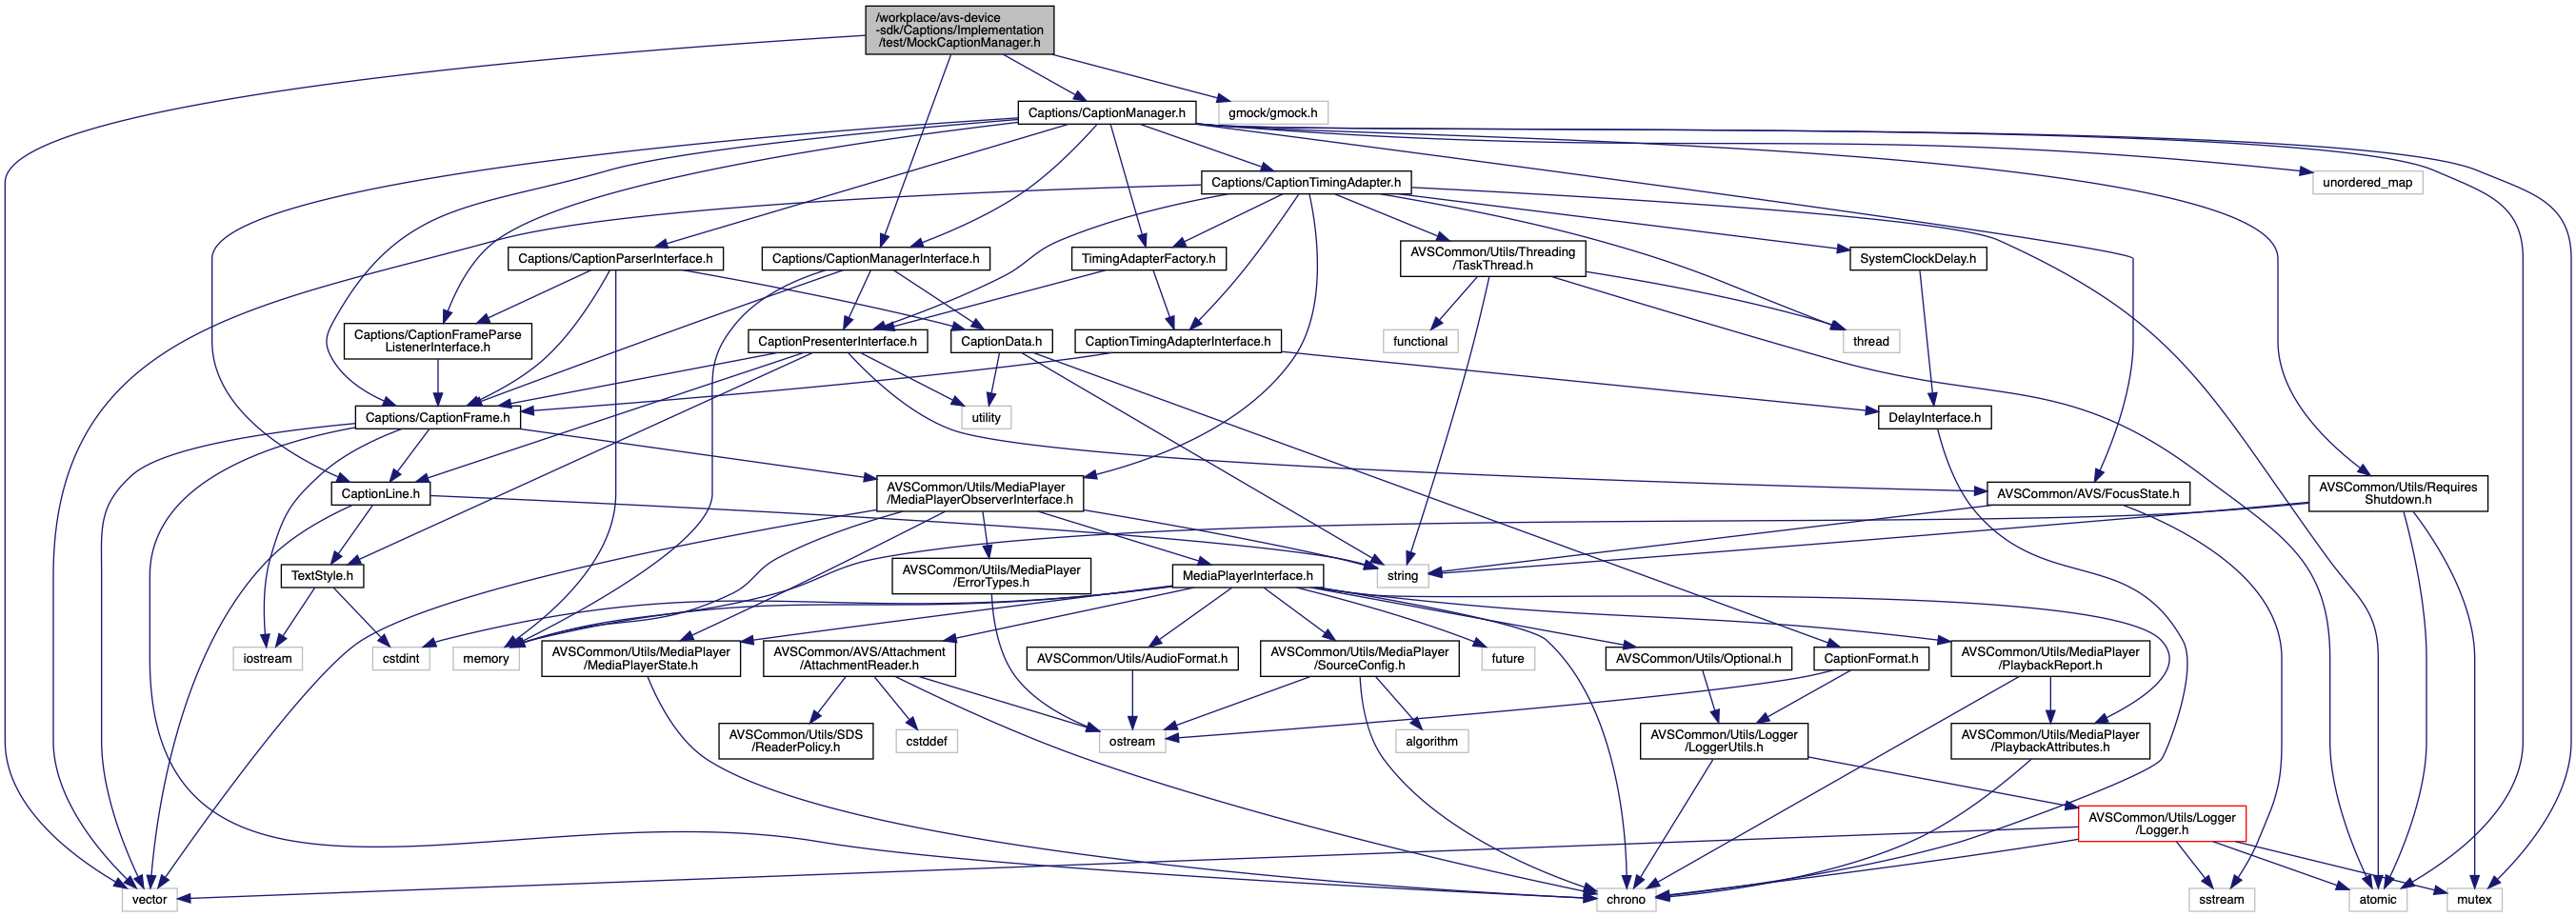 /workplace/avs-device
-sdk/Captions/Implementation
/test/MockCaptionManager.h
Captions/CaptionManager.h
gmock/gmock.h
Captions/CaptionTimingAdapter.h
unordered_map
Captions/CaptionParserInterface.h
Captions/CaptionManagerInterface.h
TimingAdapterFactory.h
AVSCommon/Utils/Threading
/TaskThread.h
SystemClockDelay.h
Captions/CaptionFrameParse
ListenerInterface.h
CaptionPresenterInterface.h
CaptionData.h
CaptionTimingAdapterInterface.h
functional
thread
Captions/CaptionFrame.h
utility
DelayInterface.h
CaptionLine.h
AVSCommon/Utils/MediaPlayer
/MediaPlayerObserverInterface.h
AVSCommon/AVS/FocusState.h
AVSCommon/Utils/Requires
Shutdown.h
TextStyle.h
AVSCommon/Utils/MediaPlayer
/ErrorTypes.h
MediaPlayerInterface.h
string
iostream
cstdint
memory
AVSCommon/Utils/MediaPlayer
/MediaPlayerState.h
AVSCommon/AVS/Attachment
/AttachmentReader.h
AVSCommon/Utils/AudioFormat.h
AVSCommon/Utils/MediaPlayer
/SourceConfig.h
future
AVSCommon/Utils/Optional.h
CaptionFormat.h
AVSCommon/Utils/MediaPlayer
/PlaybackReport.h
AVSCommon/Utils/SDS
/ReaderPolicy.h
cstddef
ostream
algorithm
AVSCommon/Utils/Logger
/LoggerUtils.h
AVSCommon/Utils/MediaPlayer
/PlaybackAttributes.h
AVSCommon/Utils/Logger
/Logger.h
vector
chrono
sstream
atomic
mutex